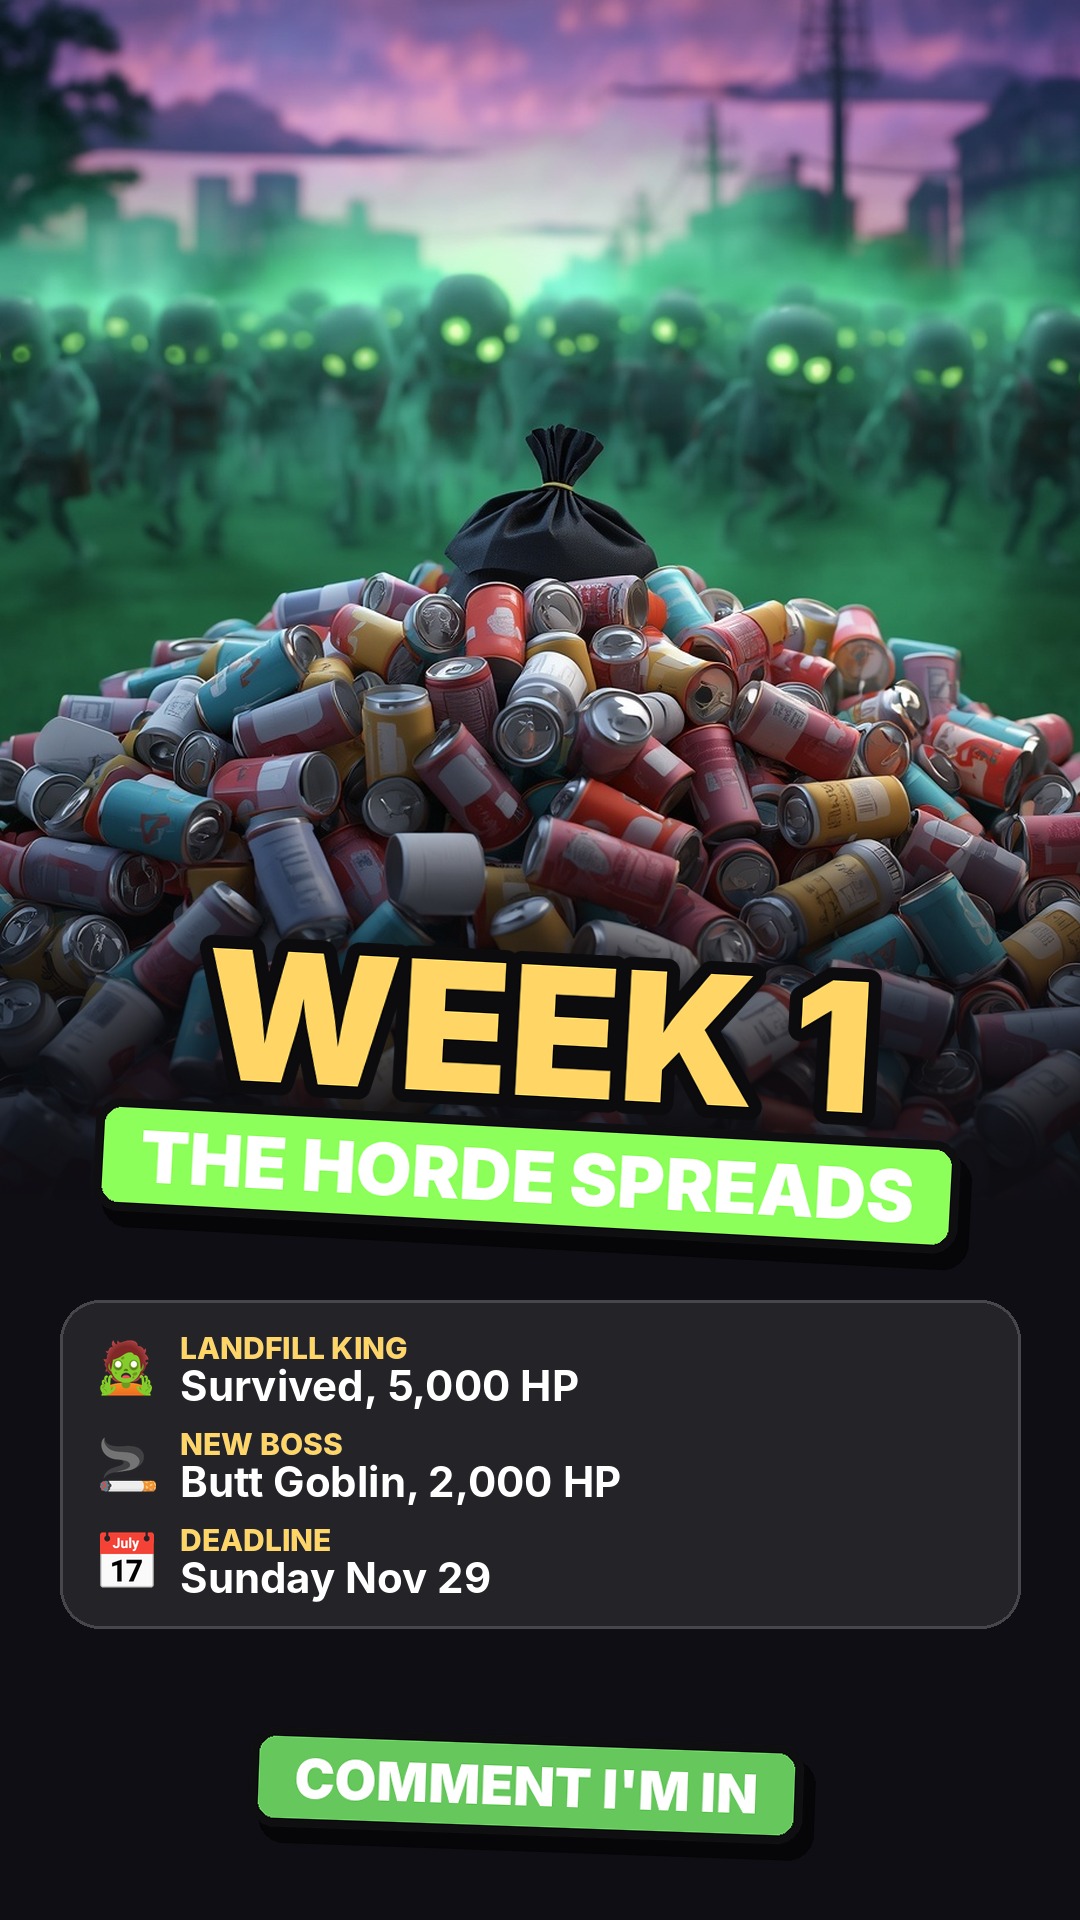 WEEK 1
THE HORDE SPREADS
LANDFILL KING
Survived, 5,000 HP
NEW BOSS
Butt Goblin, 2,000 HP
July
17
DEADLINE
Sunday Nov 29
COMMENT I'M IN